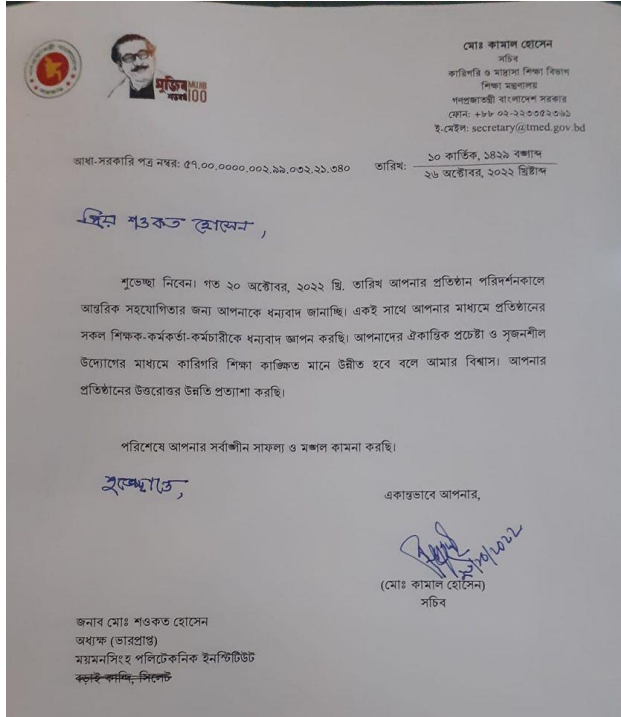 মুজিব MUJIB
শতবর্ষ 100
মোঃ কামাল হোসেন
সচিব
কারিগরি ও মাদ্রাসা শিক্ষা বিভাগ
শিক্ষা মন্ত্রণালয়
গণপ্রজাতন্ত্রী বাংলাদেশ সরকার
ফোন: +৮৮ ০২-২২৩৩৫২৩৬১
ই-মেইল: secretary@tmed.gov.bd
আধা-সরকারি পত্র নম্বর: ৫৭.০০.০০০০.০০২.৯৯.০৩২.২১.৩৪০
তারিখ: ১০ কার্তিক, ১৪২৯ বঙ্গাব্দ
২৬ অক্টোবর, ২০২২ খ্রিষ্টাব্দ
প্রিয় শওকত হোসেন,
শুভেচ্ছা নিবেন। গত ২০ অক্টোবর, ২০২২ খ্রি. তারিখ আপনার প্রতিষ্ঠান পরিদর্শনকালে
আন্তরিক সহযোগিতার জন্য আপনাকে ধন্যবাদ জানাচ্ছি। একই সাথে আপনার মাধ্যমে প্রতিষ্ঠানের
সকল শিক্ষক-কর্মকর্তা-কর্মচারীকে ধন্যবাদ জ্ঞাপন করছি। আপনাদের ঐকান্তিক প্রচেষ্টা ও সৃজনশীল
উদ্যোগের মাধ্যমে কারিগরি শিক্ষা কাঙ্ক্ষিত মানে উন্নীত হবে বলে আমার বিশ্বাস। আপনার
প্রতিষ্ঠানের উত্তরোত্তর উন্নতি প্রত্যাশা করছি।
পরিশেষে আপনার সর্বাঙ্গীন সাফল্য ও মঙ্গল কামনা করছি।
শুভেচ্ছান্তে,
একান্তভাবে আপনার,
(মোঃ কামাল হোসেন)
সচিব
জনাব মোঃ শওকত হোসেন
অধ্যক্ষ (ভারপ্রাপ্ত)
ময়মনসিংহ পলিটেকনিক ইনস্টিটিউট